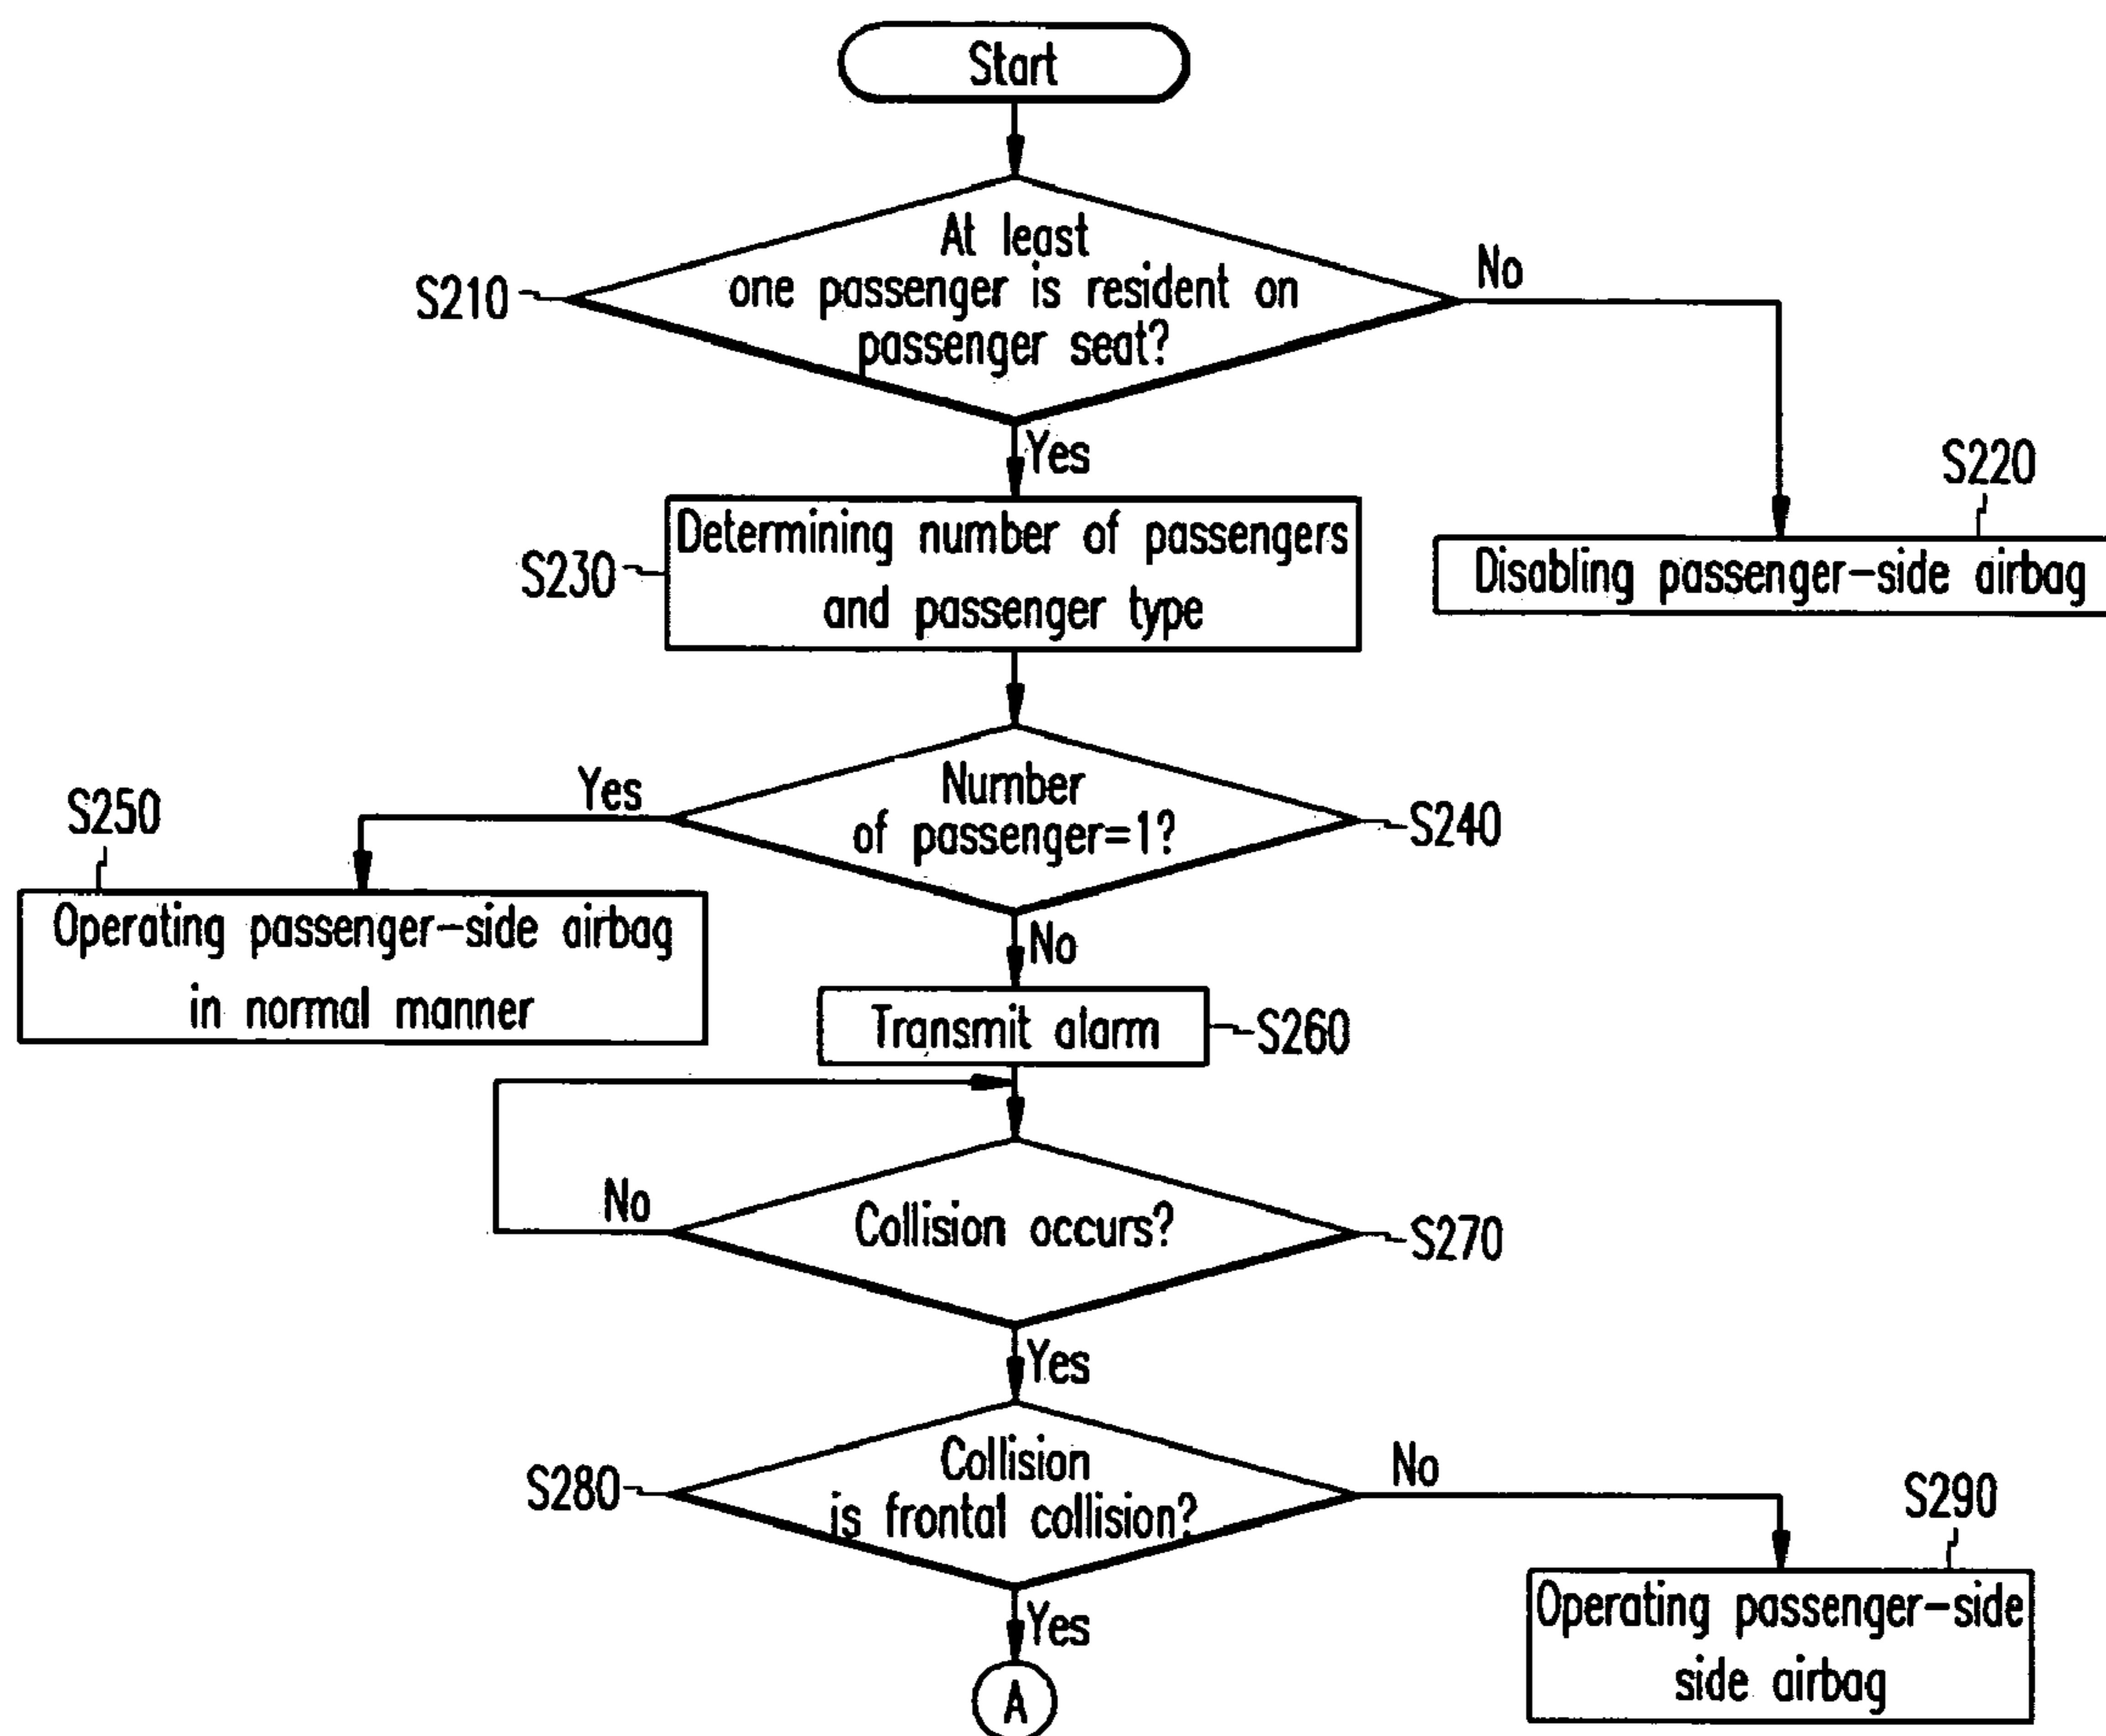 Start
At least
one passenger is resident on
passenger seat?
S210
No
Yes
S220
Disabling passenger-side airbag
Determining number of passengers
and passenger type
S230
Number
of passenger=1?
S240
Yes
S250
Operating passenger-side airbag
in normal manner
No
Transmit alarm
S260
Collision occurs?
No
S270
Yes
Collision
is frontal collision?
S280
No
S290
Operating passenger-side
side airbag
Yes
A